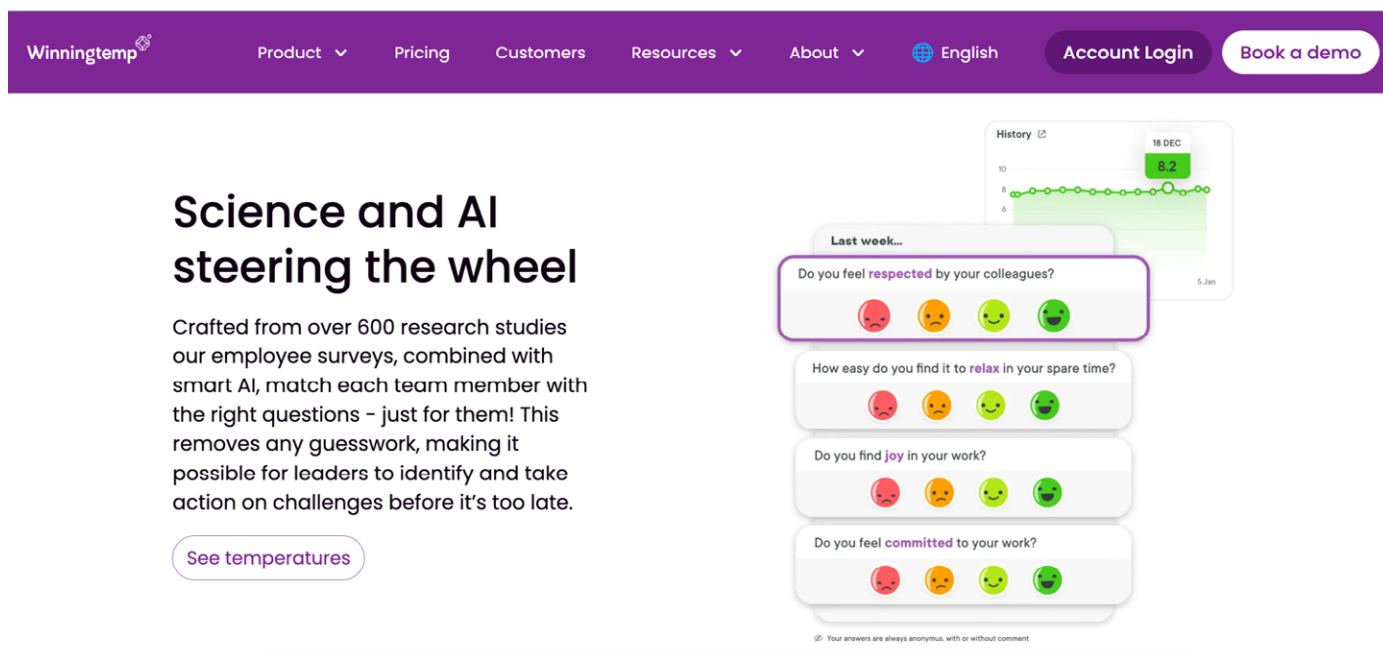 Winningtemp
Product
Pricing
Customers
Resources
About
English
Account Login
Book a demo
Science and AI
steering the wheel
Crafted from over 600 research studies
our employee surveys, combined with
smart AI, match each team member with
the right questions - just for them! This
removes any guesswork, making it
possible for leaders to identify and take
action on challenges before it's too late.
See temperatures
History
18 DEC
8.2
10
8
6
5 Jan
Last week...
Do you feel respected by your colleagues?
How easy do you find it to relax in your spare time?
Do you find joy in your work?
Do you feel committed to your work?
Your answers are always anonymus, with or without comment